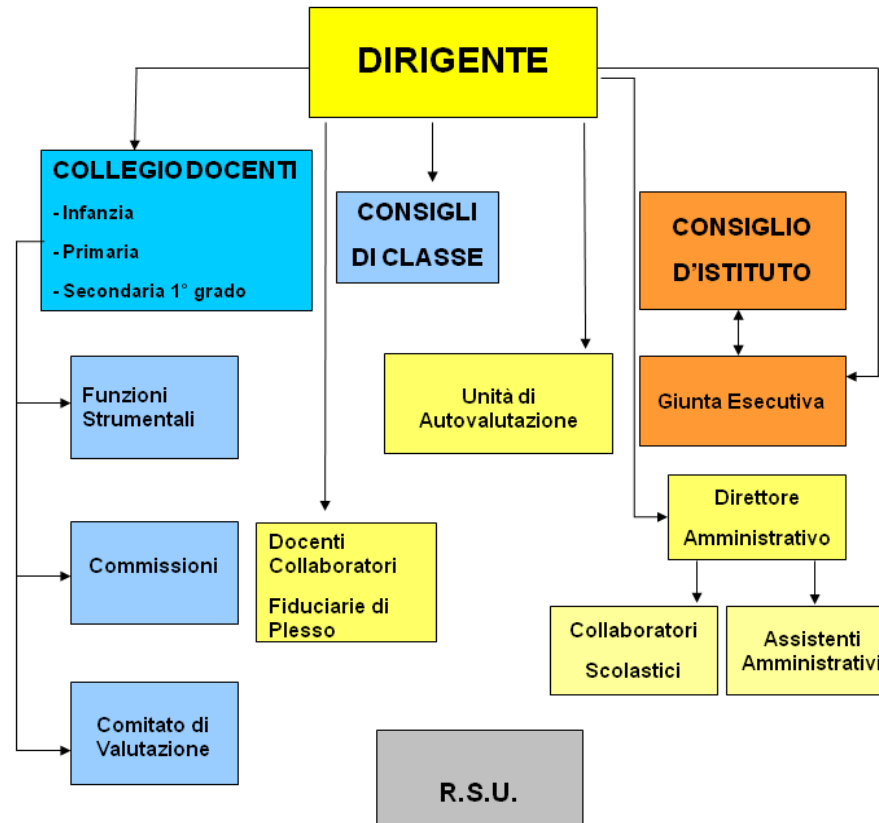 DIRIGENTE
COLLEGIO DOCENTI
- Infanzia
- Primaria
- Secondaria 1° grado
CONSIGLI
DI CLASSE
CONSIGLIO
D'ISTITUTO
Funzioni
Strumentali
Unità di
Autovalutazione
Giunta Esecutiva
Direttore
Amministrativo
Commissioni
Docenti
Collaboratori
Fiduciarie di
Plesso
Collaboratori
Scolastici
Assistenti
Amministrativi
Comitato di
Valutazione
R.S.U.